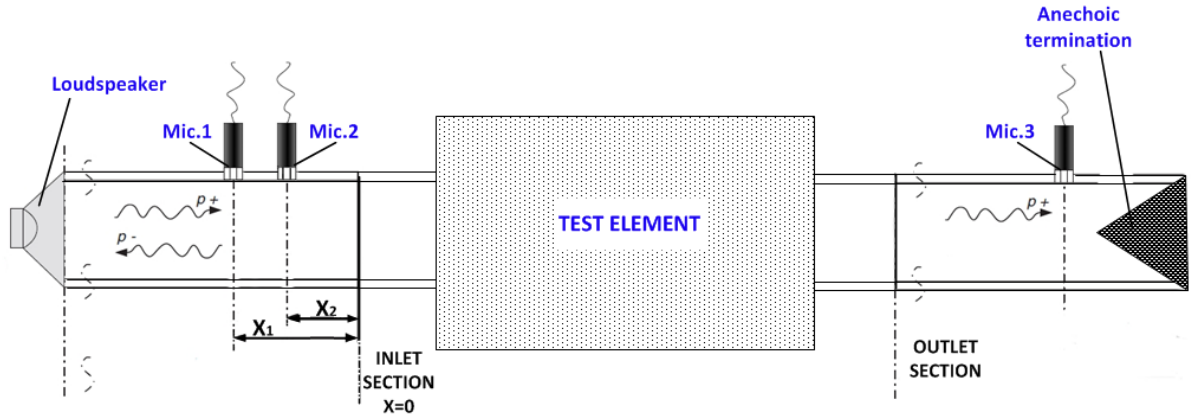 Anechoic
termination
Loudspeaker
Mic.1
Mic.2
Mic.3
p +
p -
TEST ELEMENT
p +
X2
X1
INLET
SECTION
X=0
OUTLET
SECTION